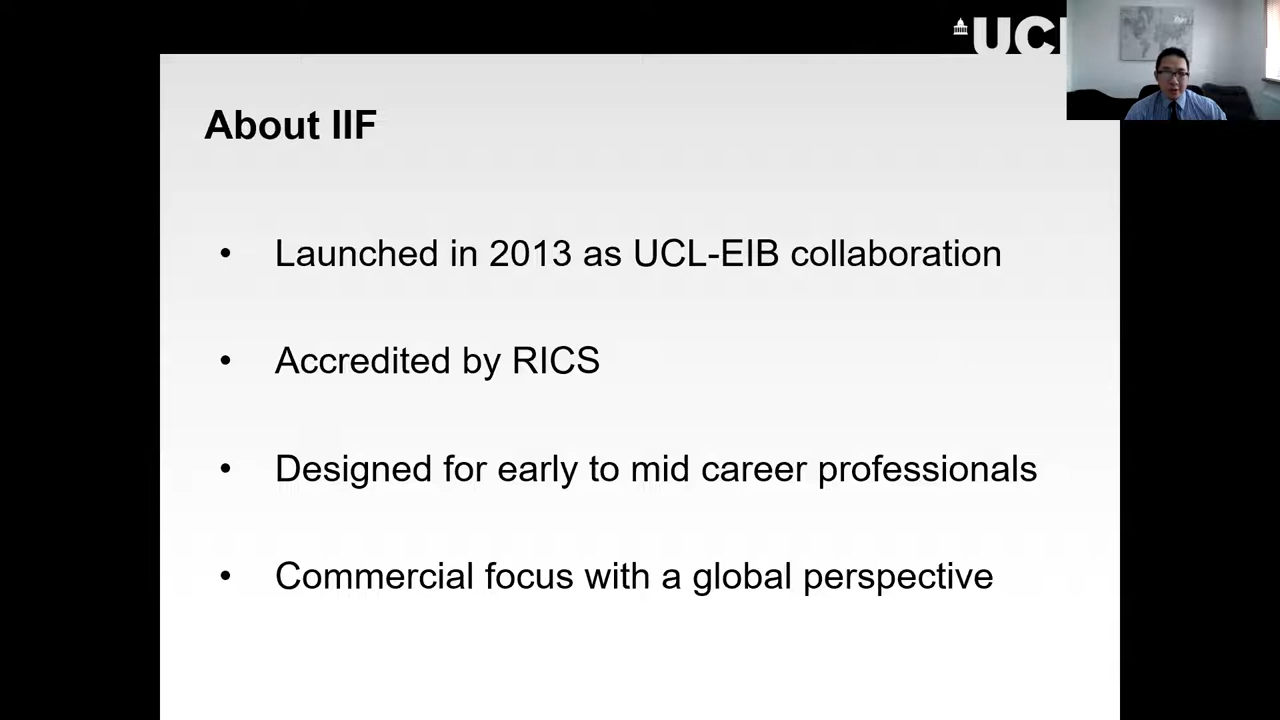 UCL
About IIF
• Launched in 2013 as UCL-EIB collaboration
• Accredited by RICS
• Designed for early to mid career professionals
• Commercial focus with a global perspective